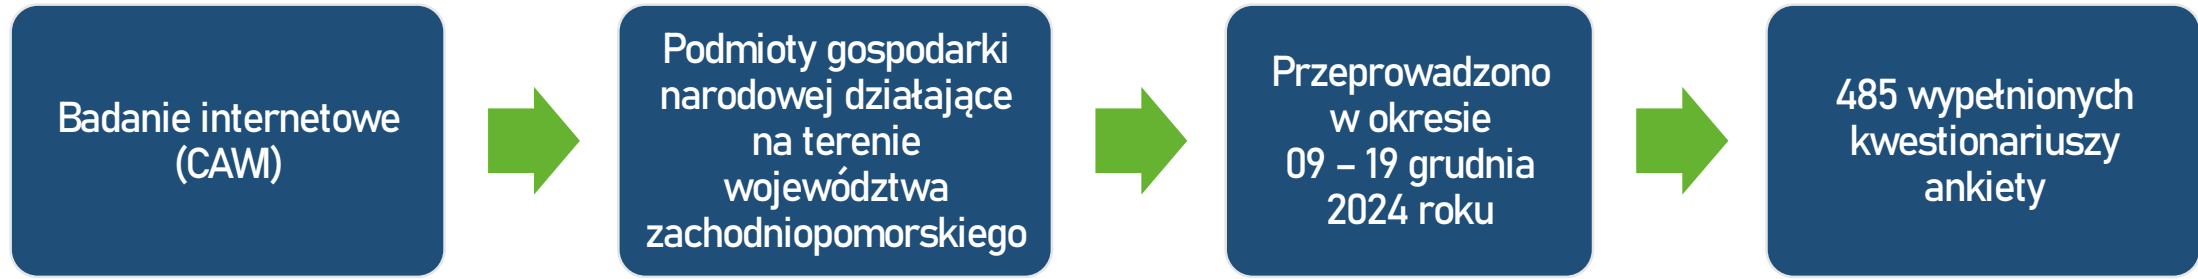 Badanie internetowe
(CAWI)
Podmioty gospodarki
narodowej działające
na terenie
województwa
zachodniopomorskiego
Przeprowadzono
w okresie
09 – 19 grudnia
2024 roku
485 wypełnionych
kwestionariuszy
ankiety